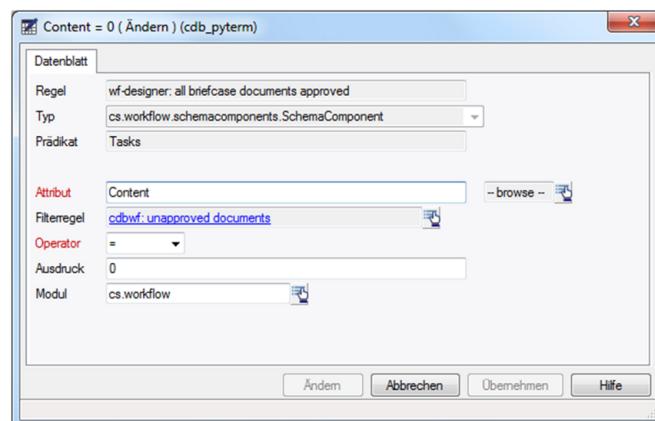 Content = 0 ( Ändern ) (cdb_pyterm)
Datenblatt
Regel wf-designer: all briefcase documents approved
Typ cs.workflow.schemacomponents.SchemaComponent
Prädikat Tasks
Attribut Content -- browse --
Filterregel cdbwf: unapproved documents
Operator =
Ausdruck 0
Modul cs.workflow
Ändern Abbrechen Übernehmen Hilfe